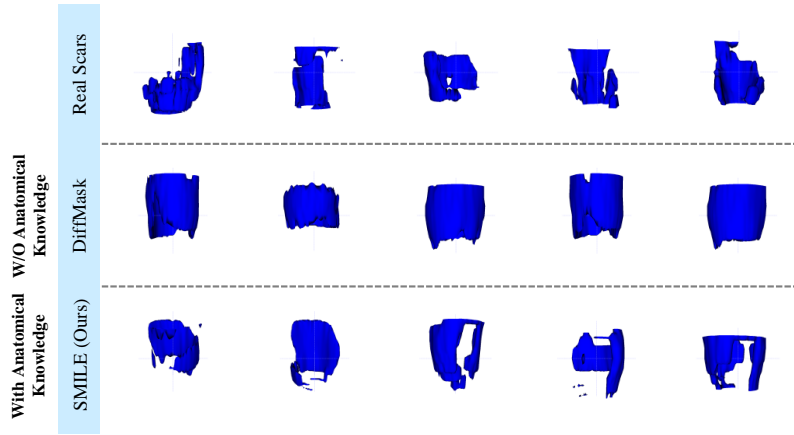 Real Scars
W/O Anatomical
Knowledge
DiffMask
With Anatomical
Knowledge
SMILE (Ours)